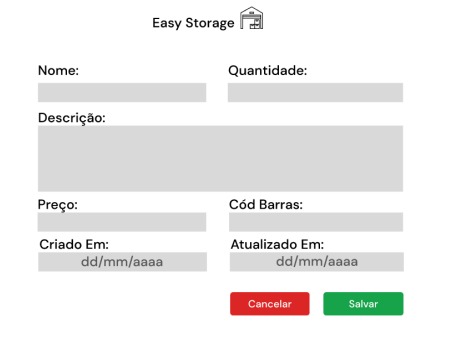 Easy Storage
Nome: Quantidade:
Descrição:
Preço: Cód Barras:
Criado Em: Atualizado Em:
dd/mm/aaaa dd/mm/aaaa
Cancelar Salvar